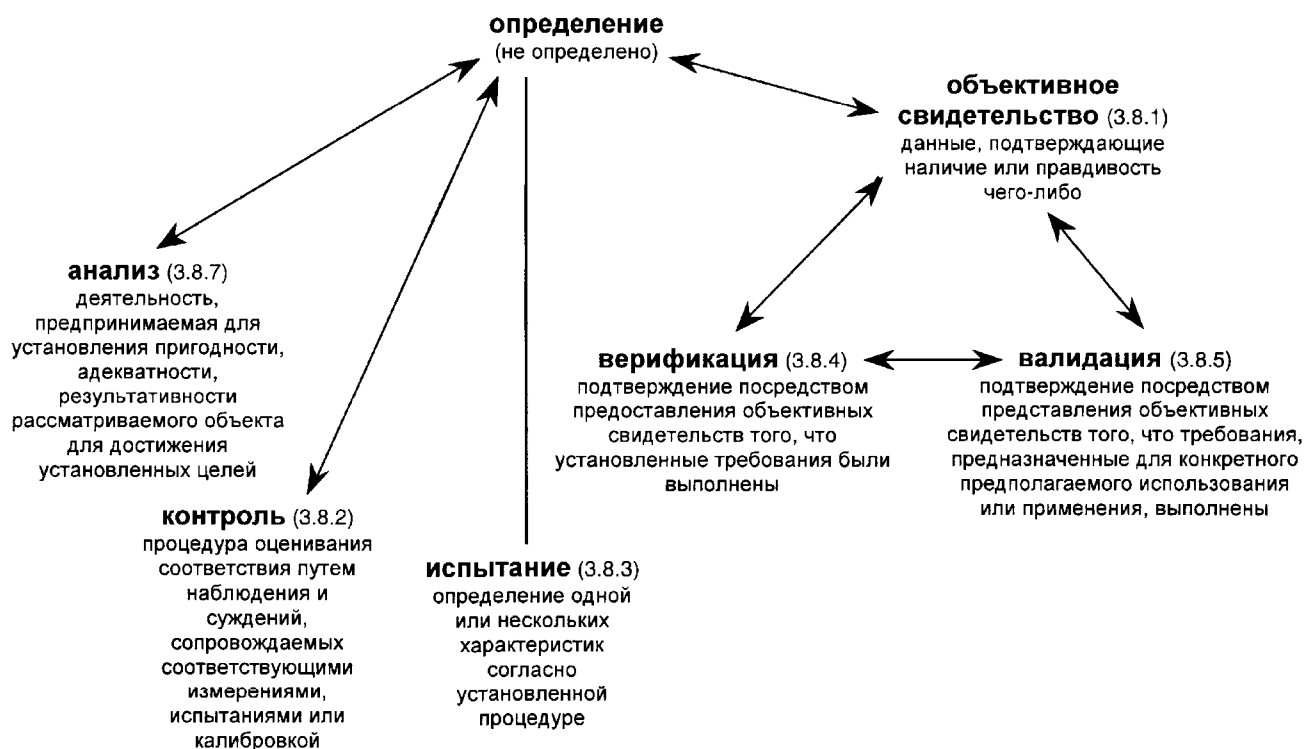 определение
(не определено)
объективное
свидетельство (3.8.1)
данные, подтверждающие
наличие или правдивость
чего-либо
анализ (3.8.7)
деятельность,
предпринимаемая для
установления пригодности,
адекватности,
результативности
рассматриваемого объекта
для достижения
установленных целей
верификация (3.8.4)
подтверждение посредством
предоставления объективных
свидетельств того, что
установленные требования были
выполнены
валидация (3.8.5)
подтверждение посредством
представления объективных
свидетельств того, что требования,
предназначенные для конкретного
предполагаемого использования
или применения, выполнены
контроль (3.8.2)
процедура оценивания
соответствия путем
наблюдения и
суждений,
сопровождаемых
соответствующими
измерениями,
испытаниями или
калибровкой
испытание (3.8.3)
определение одной
или нескольких
характеристик
согласно
установленной
процедуре